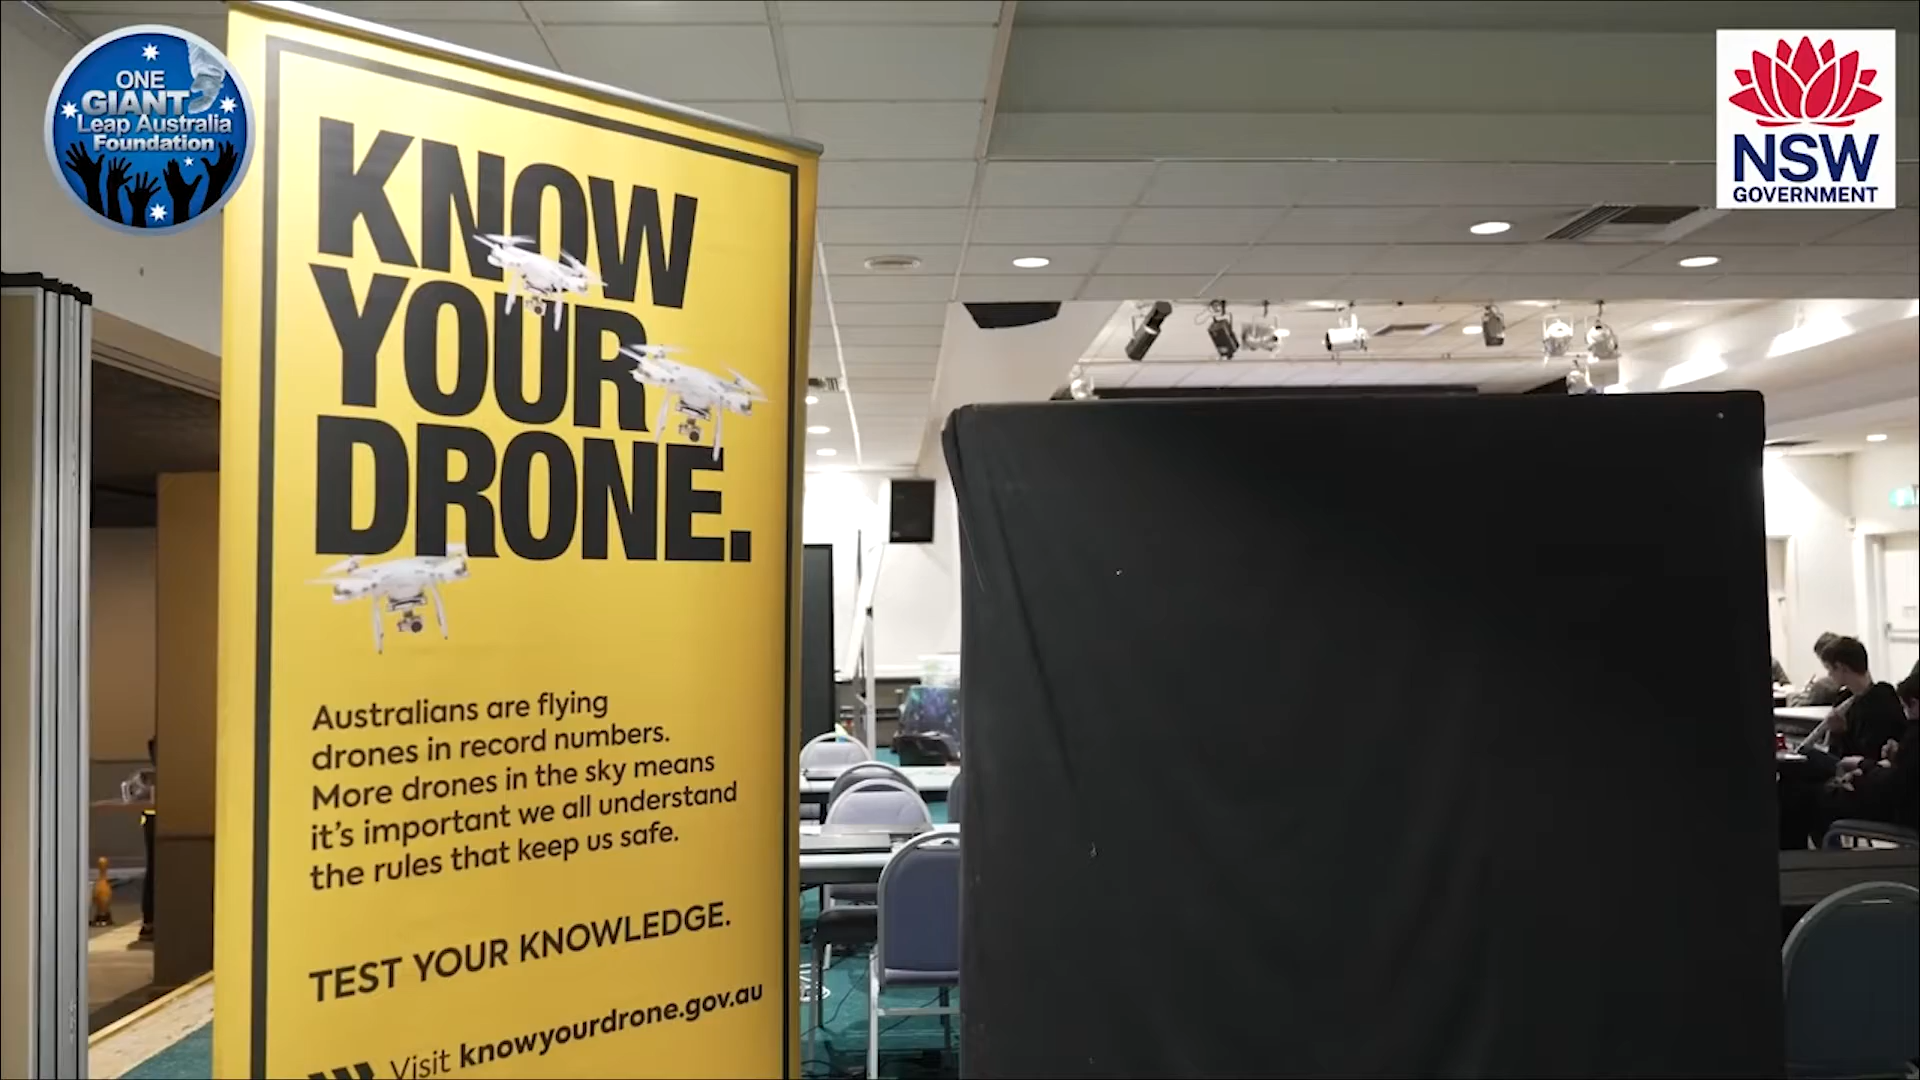 ONE
GIANT
Leap Australia
Foundation
NSW
GOVERNMENT
KNOW
YOUR
DRONE.
Australians are flying
drones in record numbers.
More drones in the sky means
it's important we all understand
the rules that keep us safe.
TEST YOUR KNOWLEDGE.
Visit knowyourdrone.gov.au